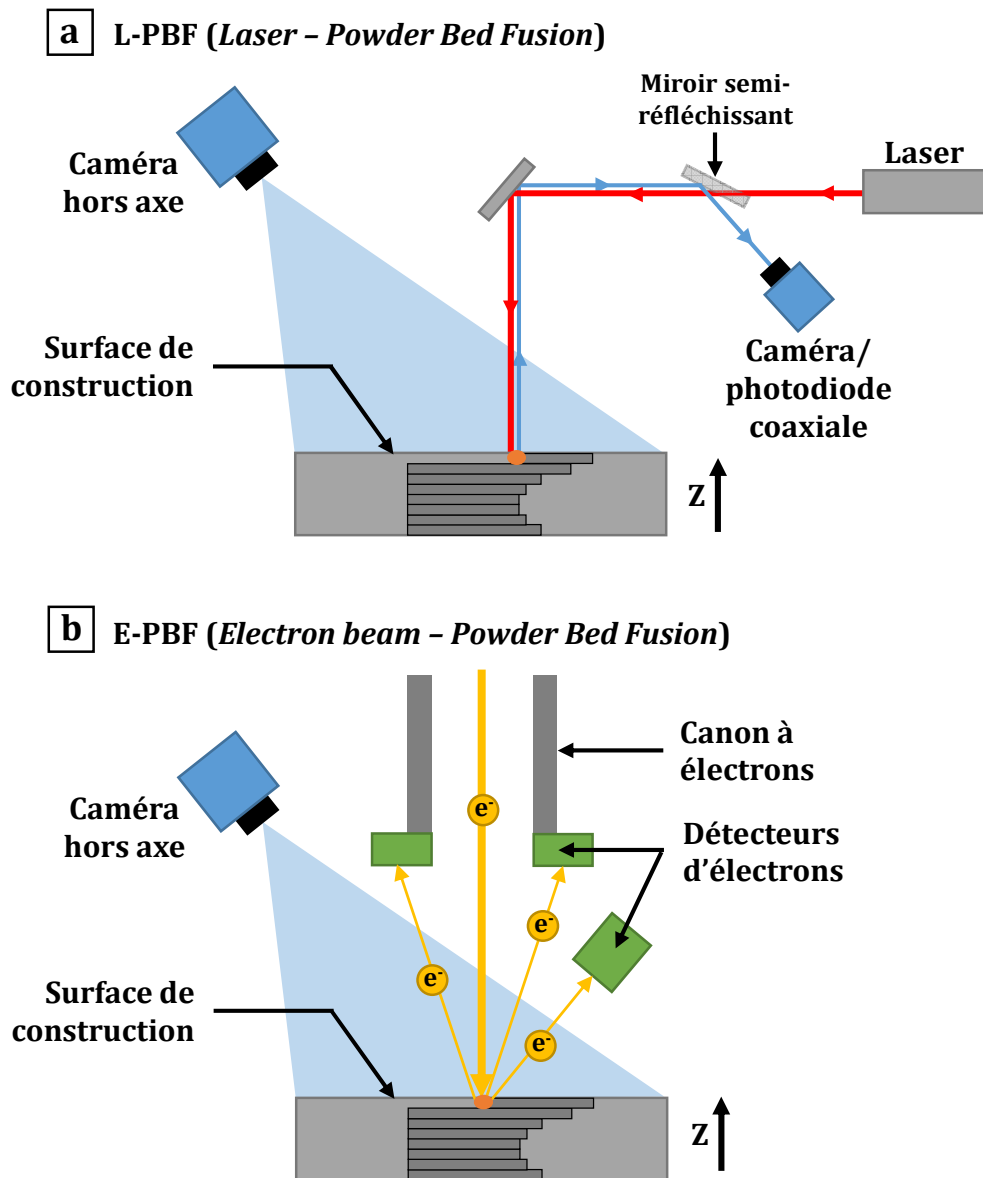 a L-PBF (Laser – Powder Bed Fusion)
Miroir semi-
réfléchissant
Laser
Caméra
hors axe
Surface de
construction
Caméra/
photodiode
coaxiale
Z
b E-PBF (Electron beam – Powder Bed Fusion)
Canon à
électrons
e-
Caméra
hors axe
Détecteurs
d'électrons
e-
e-
Surface de
construction
e-
Z